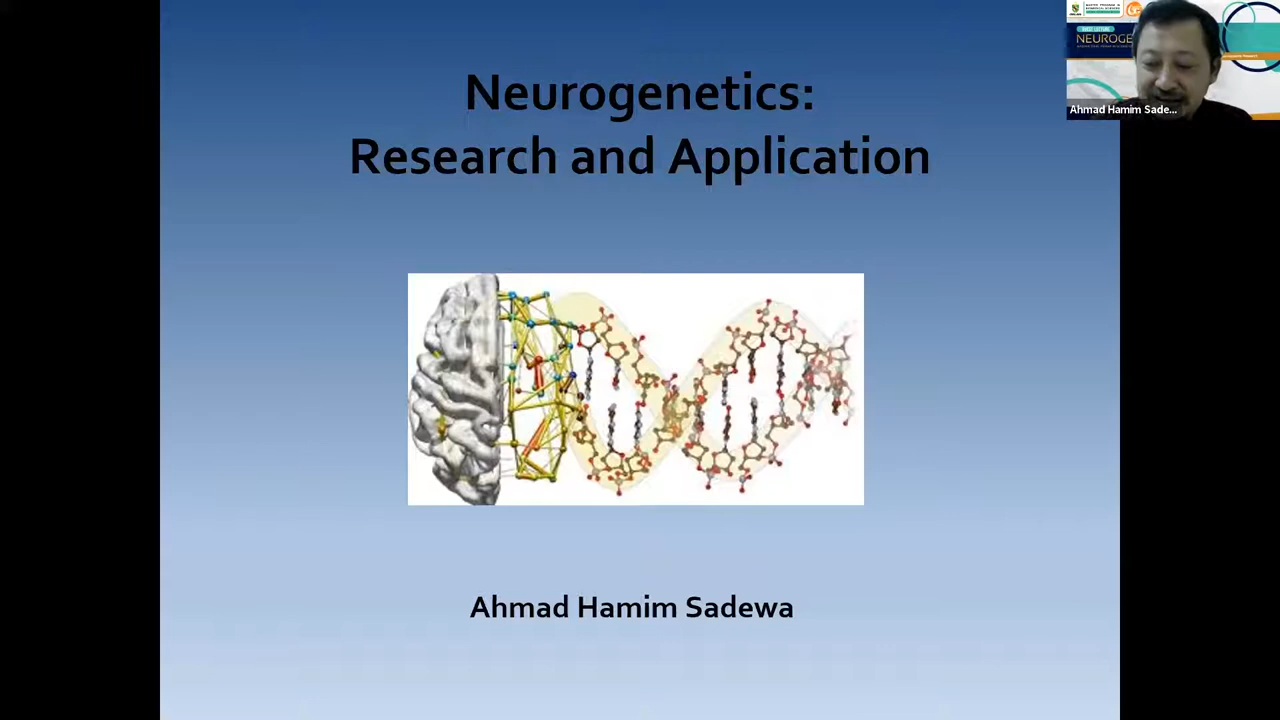 Neurogenetics:
Research and Application
Ahmad Hamim Sadewa
NEUROGE
Ahmad Hamim Sade...